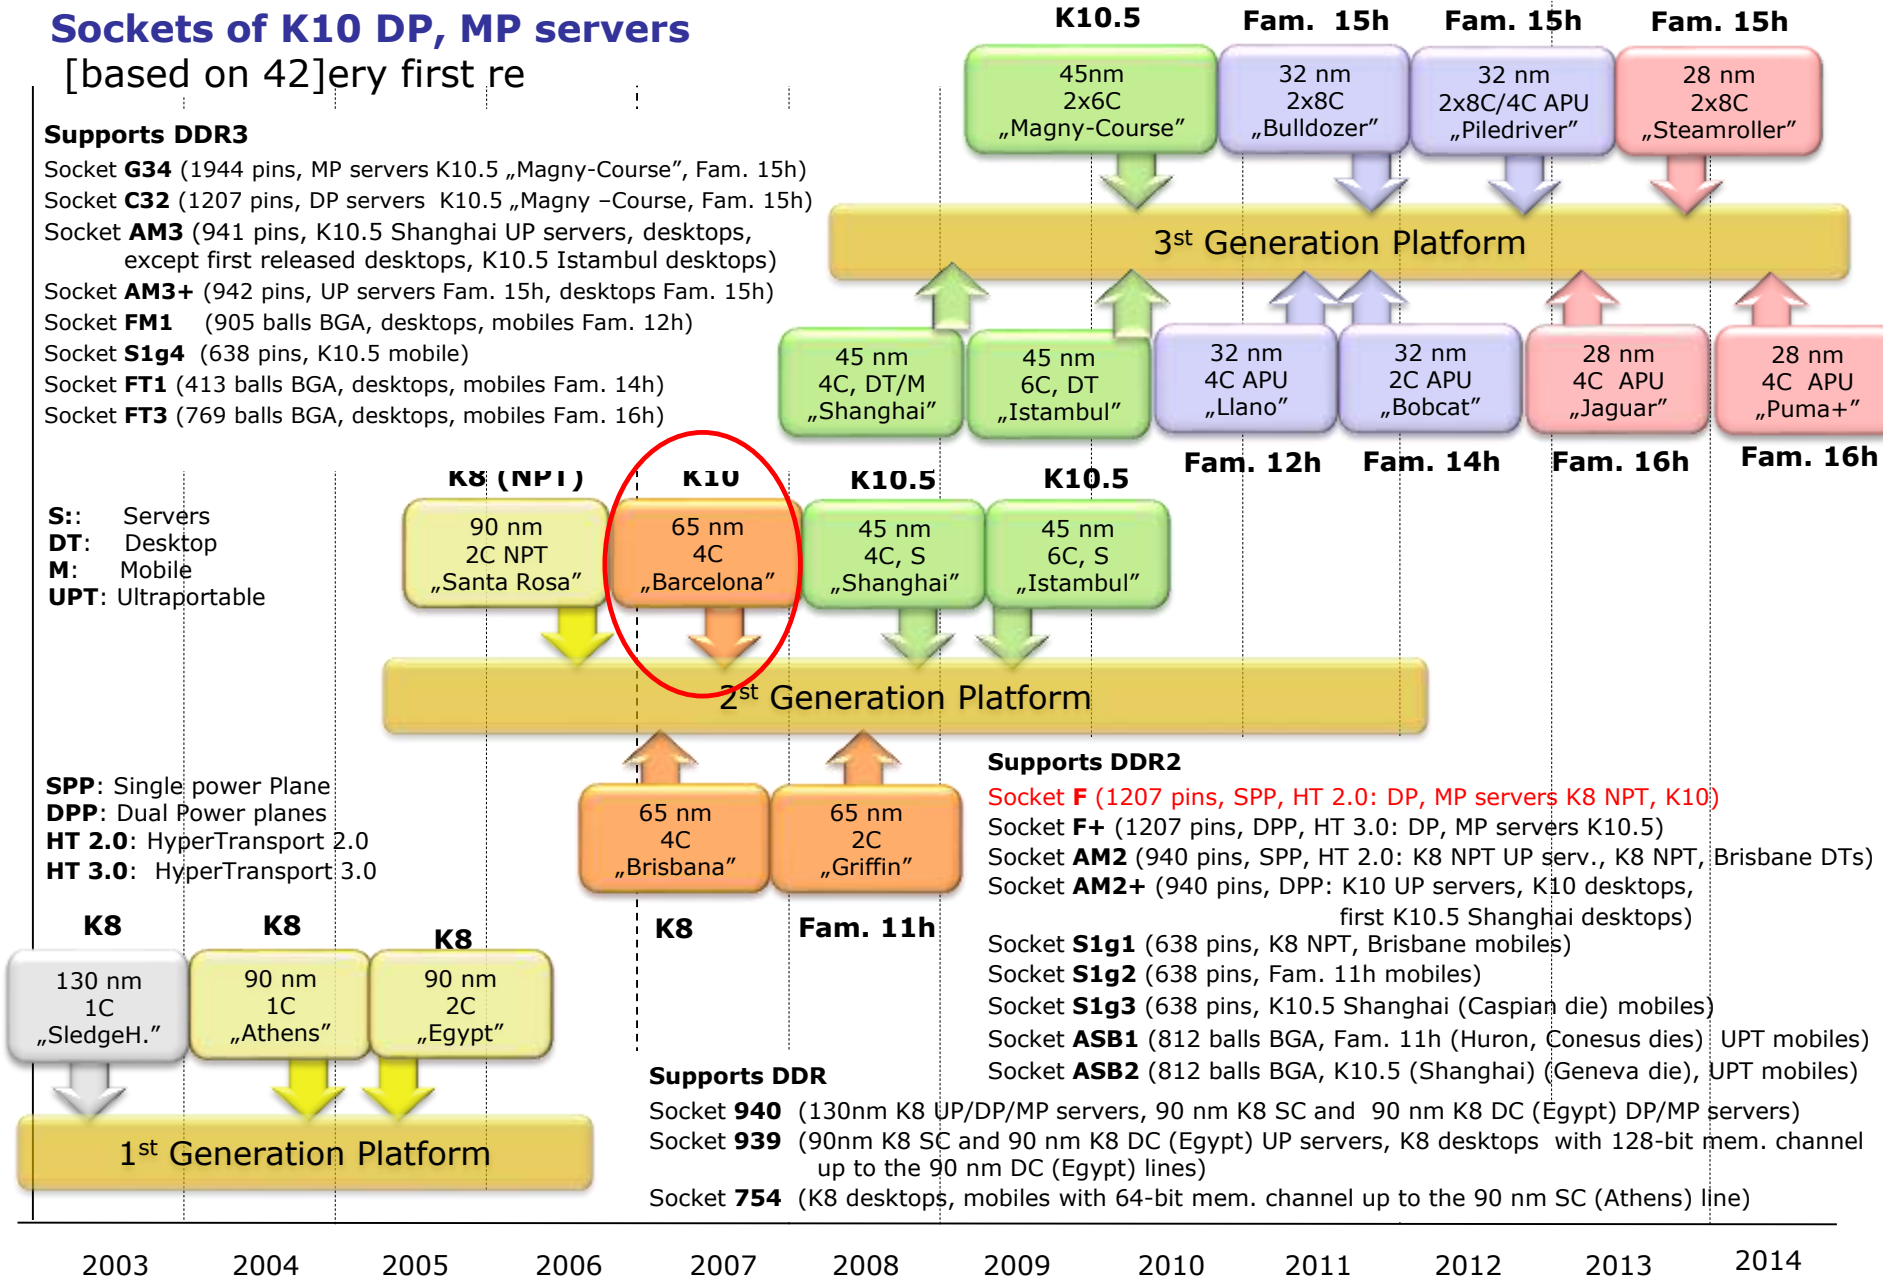 Sockets of K10 DP, MP servers
[based on 42]ery first re
K10.5
Fam. 15h
Fam. 15h
Fam. 15h
45nm
2x6C
„Magny-Course”
32 nm
2x8C
„Bulldozer”
32 nm
2x8C/4C APU
„Piledriver”
28 nm
2x8C
„Steamroller”
Supports DDR3
Socket G34 (1944 pins, MP servers K10.5 „Magny-Course”, Fam. 15h)
Socket C32 (1207 pins, DP servers K10.5 „Magny –Course, Fam. 15h)
Socket AM3 (941 pins, K10.5 Shanghai UP servers, desktops,
except first released desktops, K10.5 Istambul desktops)
Socket AM3+ (942 pins, UP servers Fam. 15h, desktops Fam. 15h)
Socket FM1 (905 balls BGA, desktops, mobiles Fam. 12h)
Socket S1g4 (638 pins, K10.5 mobile)
Socket FT1 (413 balls BGA, desktops, mobiles Fam. 14h)
Socket FT3 (769 balls BGA, desktops, mobiles Fam. 16h)
3st Generation Platform
45 nm
4C, DT/M
„Shanghai”
45 nm
6C, DT
„Istambul”
32 nm
4C APU
„Llano”
32 nm
2C APU
„Bobcat”
28 nm
4C APU
„Jaguar”
28 nm
4C APU
„Puma+”
Fam. 12h
Fam. 14h
Fam. 16h
Fam. 16h
K8 (NPT)
K10
K10.5
K10.5
S:: Servers
DT: Desktop
M: Mobile
UPT: Ultraportable
90 nm
2C NPT
„Santa Rosa”
65 nm
4C
„Barcelona”
45 nm
4C, S
„Shanghai”
45 nm
6C, S
„Istambul”
2st Generation Platform
SPP: Single power Plane
DPP: Dual Power planes
HT 2.0: HyperTransport 2.0
HT 3.0: HyperTransport 3.0
65 nm
4C
„Brisbana”
65 nm
2C
„Griffin”
K8
Fam. 11h
Supports DDR2
Socket F (1207 pins, SPP, HT 2.0: DP, MP servers K8 NPT, K10)
Socket F+ (1207 pins, DPP, HT 3.0: DP, MP servers K10.5)
Socket AM2 (940 pins, SPP, HT 2.0: K8 NPT UP serv., K8 NPT, Brisbane DTs)
Socket AM2+ (940 pins, DPP: K10 UP servers, K10 desktops,
first K10.5 Shanghai desktops)
Socket S1g1 (638 pins, K8 NPT, Brisbane mobiles)
Socket S1g2 (638 pins, Fam. 11h mobiles)
Socket S1g3 (638 pins, K10.5 Shanghai (Caspian die) mobiles)
Socket ASB1 (812 balls BGA, Fam. 11h (Huron, Conesus dies) UPT mobiles)
Socket ASB2 (812 balls BGA, K10.5 (Shanghai) (Geneva die), UPT mobiles)
K8
K8
K8
130 nm
1C
„SledgeH.”
90 nm
1C
„Athens”
90 nm
2C
„Egypt”
1st Generation Platform
Supports DDR
Socket 940 (130nm K8 UP/DP/MP servers, 90 nm K8 SC and 90 nm K8 DC (Egypt) DP/MP servers)
Socket 939 (90nm K8 SC and 90 nm K8 DC (Egypt) UP servers, K8 desktops with 128-bit mem. channel
up to the 90 nm DC (Egypt) lines)
Socket 754 (K8 desktops, mobiles with 64-bit mem. channel up to the 90 nm SC (Athens) line)
2003 2004 2005 2006 2007 2008 2009 2010 2011 2012 2013 2014